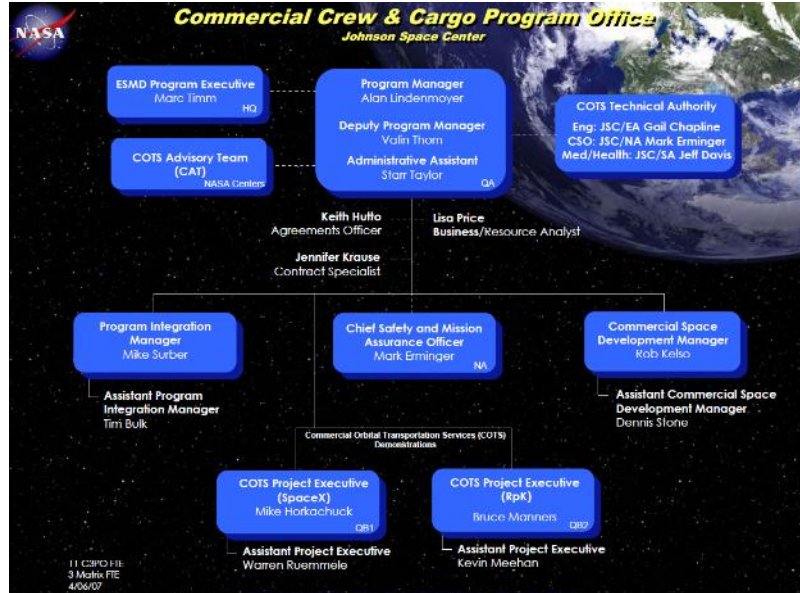 Commercial Crew & Cargo Program Office
Johnson Space Center
NASA
ESMD Program Executive
Marc Timm
HQ
Program Manager
Alan Lindenmoyer
Deputy Program Manager
Valin Thorn
Administrative Assistant
Starr Taylor
QA
COTS Technical Authority
Eng: JSC/EA Gail Chapline
CSO: JSC/NA Mark Erminger
Med/Health: JSC/SA Jeff Davis
COTS Advisory Team
(CAT)
NASA Centers
Keith Hutto
Agreements Officer
Lisa Price
Business/Resource Analyst
Jennifer Krause
Contract Specialist
Program Integration
Manager
Mike Surber
Chief Safety and Mission
Assurance Officer
Mark Erminger
NA
Commercial Space
Development Manager
Rob Kelso
Assistant Program
Integration Manager
Tim Bulk
Assistant Commercial Space
Development Manager
Dennis Stone
Commercial Orbital Transportation Services (COTS)
Demonstrations
COTS Project Executive
(SpaceX)
Mike Horkachuck
QB1
COTS Project Executive
(RpK)
Bruce Manners
QB2
Assistant Project Executive
Warren Ruemmele
Assistant Project Executive
Kevin Meehan
11 C3PO FTE
3 Matrix FTE
4/06/07